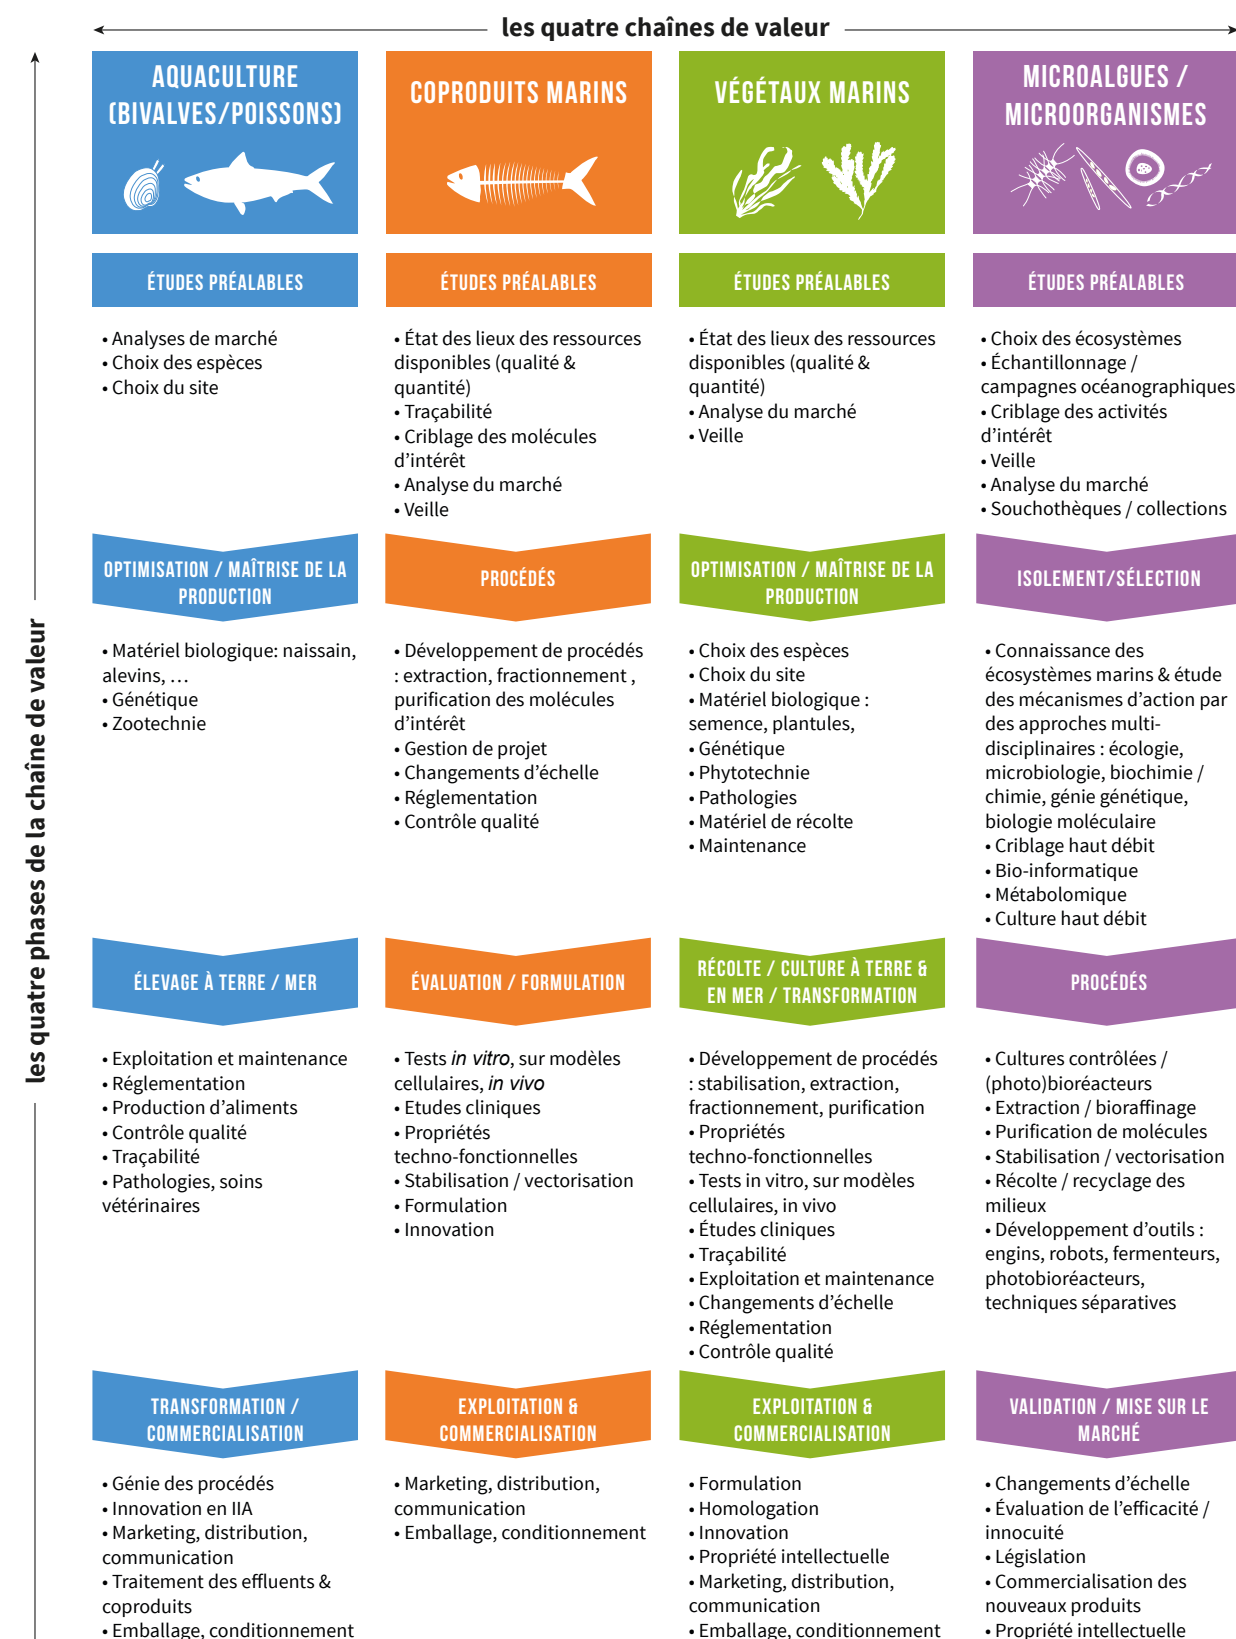 les quatre chaînes de valeur
les quatre phases de la chaîne de valeur
AQUACULTURE
(BIVALVES/POISSONS)
COPRODUITS MARINS
VÉGÉTAUX MARINS
MICROALGUES /
MICROORGANISMES
ÉTUDES PRÉALABLES
ÉTUDES PRÉALABLES
ÉTUDES PRÉALABLES
ÉTUDES PRÉALABLES
• Analyses de marché
• Choix des espèces
• Choix du site
• État des lieux des ressources
disponibles (qualité &
quantité)
• Traçabilité
• Criblage des molécules
d’intérêt
• Analyse du marché
• Veille
• État des lieux des ressources
disponibles (qualité &
quantité)
• Analyse du marché
• Veille
• Choix des écosystèmes
• Échantillonnage /
campagnes océanographiques
• Criblage des activités
d’intérêt
• Veille
• Analyse du marché
• Souchothèques / collections
OPTIMISATION / MAÎTRISE DE LA
PRODUCTION
PROCÉDÉS
OPTIMISATION / MAÎTRISE DE LA
PRODUCTION
ISOLEMENT/SÉLECTION
• Matériel biologique: naissain,
alevins, …
• Génétique
• Zootechnie
• Développement de procédés
: extraction, fractionnement ,
purification des molécules
d’intérêt
• Gestion de projet
• Changements d’échelle
• Réglementation
• Contrôle qualité
• Choix des espèces
• Choix du site
• Matériel biologique :
semence, plantules,
• Génétique
• Phytotechnie
• Pathologies
• Matériel de récolte
• Maintenance
• Connaissance des
écosystèmes marins & étude
des mécanismes d’action par
des approches multi-
disciplinaires : écologie,
microbiologie, biochimie /
chimie, génie génétique,
biologie moléculaire
• Criblage haut débit
• Bio-informatique
• Métabolomique
• Culture haut débit
ÉLEVAGE À TERRE / MER
ÉVALUATION / FORMULATION
RÉCOLTE / CULTURE À TERRE &
EN MER / TRANSFORMATION
PROCÉDÉS
• Exploitation et maintenance
• Réglementation
• Production d’aliments
• Contrôle qualité
• Traçabilité
• Pathologies, soins
vétérinaires
• Tests in vitro, sur modèles
cellulaires, in vivo
• Etudes cliniques
• Propriétés
techno-fonctionnelles
• Stabilisation / vectorisation
• Formulation
• Innovation
• Développement de procédés
: stabilisation, extraction,
fractionnement, purification
• Propriétés
techno-fonctionnelles
• Tests in vitro, sur modèles
cellulaires, in vivo
• Études cliniques
• Traçabilité
• Exploitation et maintenance
• Changements d’échelle
• Réglementation
• Contrôle qualité
• Cultures contrôlées /
(photo)bioréacteurs
• Extraction / bioraffinage
• Purification de molécules
• Stabilisation / vectorisation
• Récolte / recyclage des
milieux
• Développement d’outils :
engins, robots, fermenteurs,
photobioréacteurs,
techniques séparatives
TRANSFORMATION /
COMMERCIALISATION
EXPLOITATION &
COMMERCIALISATION
EXPLOITATION &
COMMERCIALISATION
VALIDATION / MISE SUR LE
MARCHÉ
• Génie des procédés
• Innovation en IIA
• Marketing, distribution,
communication
• Traitement des effluents &
coproduits
• Emballage, conditionnement
• Marketing, distribution,
communication
• Emballage, conditionnement
• Formulation
• Homologation
• Innovation
• Propriété intellectuelle
• Marketing, distribution,
communication
• Emballage, conditionnement
• Changements d’échelle
• Évaluation de l’efficacité /
innocuité
• Législation
• Commercialisation des
nouveaux produits
• Propriété intellectuelle